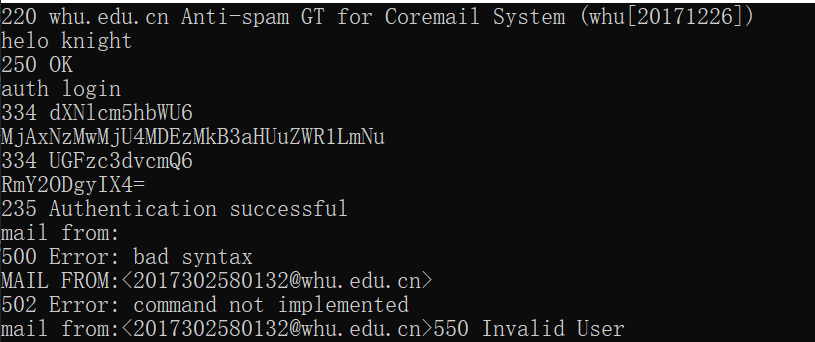 220 whu.edu.cn Anti-spam GT for Coremail System (whu[20171226])
helo knight
250 OK
auth login
334 dXNlcm5hbWU6
MjAxNzMwMjU4MDEzMkB3aHUuZWR1LmNu
334 UGFzc3dvcmQ6
RmY2ODgyIX4=
235 Authentication successful
mail from:
500 Error: bad syntax
MAIL FROM:<2017302580132@whu.edu.cn>
502 Error: command not implemented
mail from:<2017302580132@whu.edu.cn>550 Invalid User